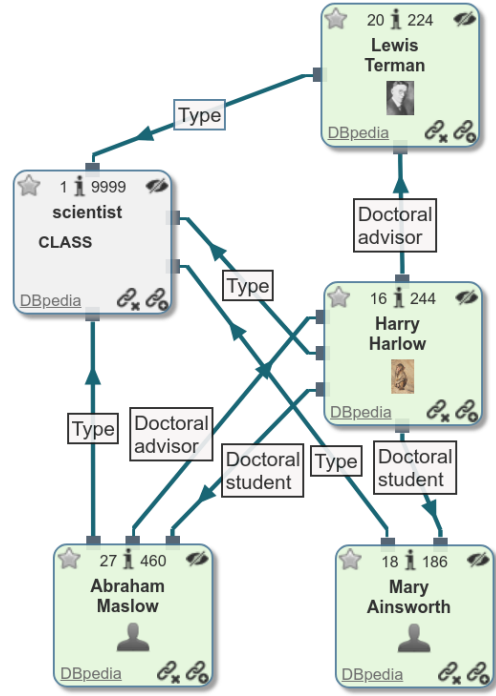 20 224
Lewis
Terman
DBpedia
Type
1 9999
scientist
CLASS
DBpedia
Doctoral
advisor
Type
16 244
Harry
Harlow
DBpedia
Type
Doctoral
advisor
Doctoral
student
Type
Doctoral
student
27 460
Abraham
Maslow
DBpedia
18 186
Mary
Ainsworth
DBpedia